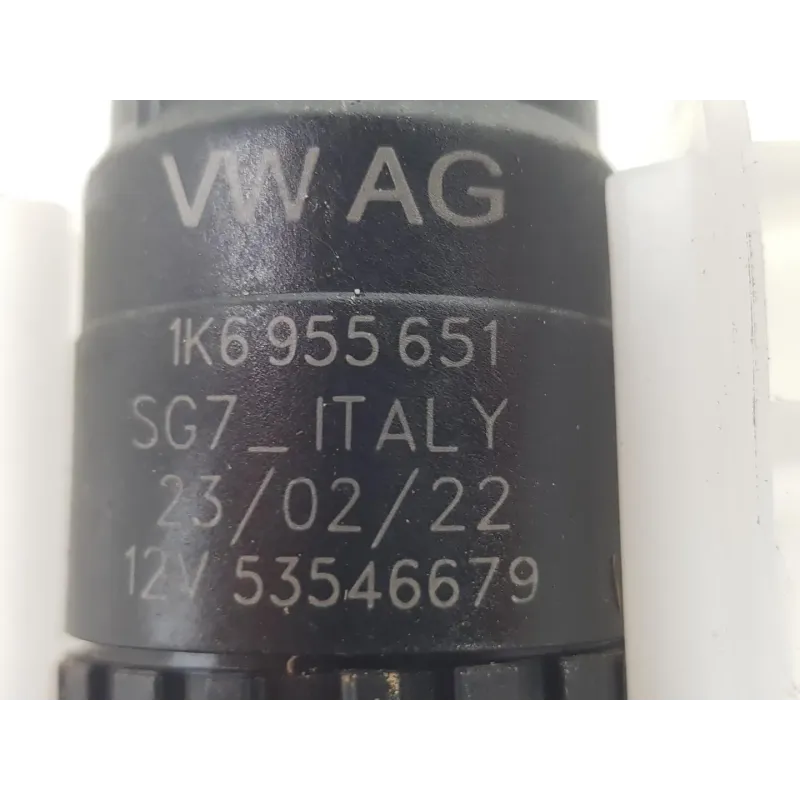 VW AG
1K6 955 651
SG7_ITALY
23/02/22
12V 53546679